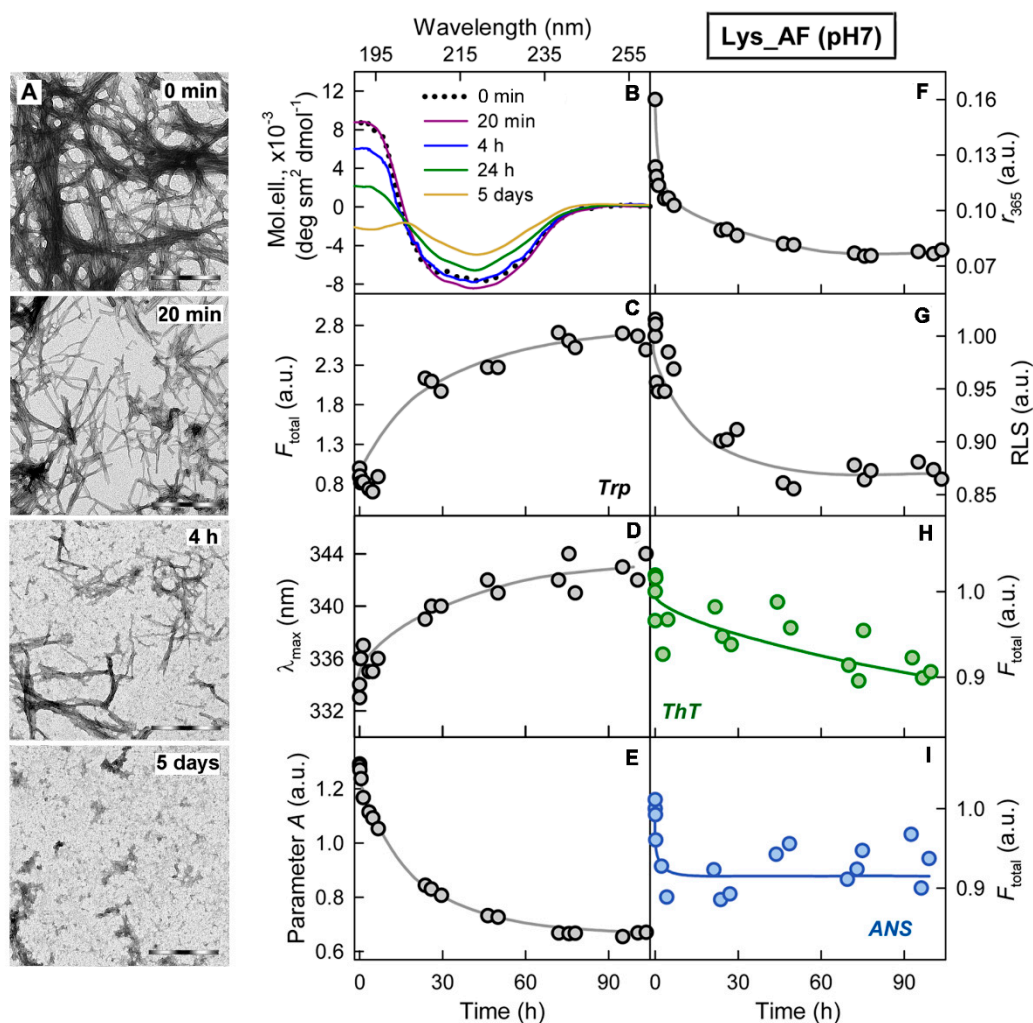 Wavelength (nm)
195 215 235 255
Lys_AF (pH7)
A
0 min
20 min
4 h
5 days
B
Mol.ell., x10⁻³
(deg sm² dmol⁻¹)
12
8
4
0
-4
-8
0 min
20 min
4 h
24 h
5 days
F
0.16
0.13
0.10
0.07
r₃₆₅ (a.u.)
C
F_total (a.u.)
2.8
2.3
1.8
1.3
0.8
Trp
G
1.00
0.95
0.90
0.85
RLS (a.u.)
D
λ_max (nm)
344
340
336
332
H
1.0
0.9
F_total (a.u.)
ThT
E
Parameter A (a.u.)
1.2
1.0
0.8
0.6
I
1.0
0.9
F_total (a.u.)
ANS
0 30 60 90
Time (h)
0 30 60 90
Time (h)